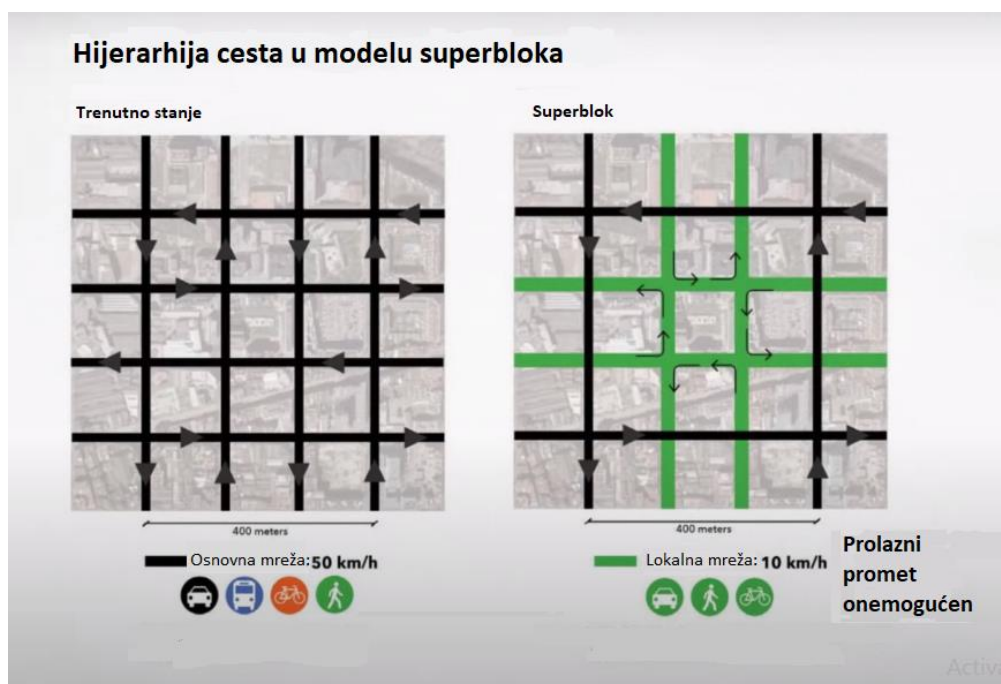 Hijerarhija cesta u modelu superbloka
Trenutno stanje
Superblok
400 meters
400 meters
Osnovna mreža: 50 km/h
Lokalna mreža: 10 km/h
Prolazni
promet
onemogućen